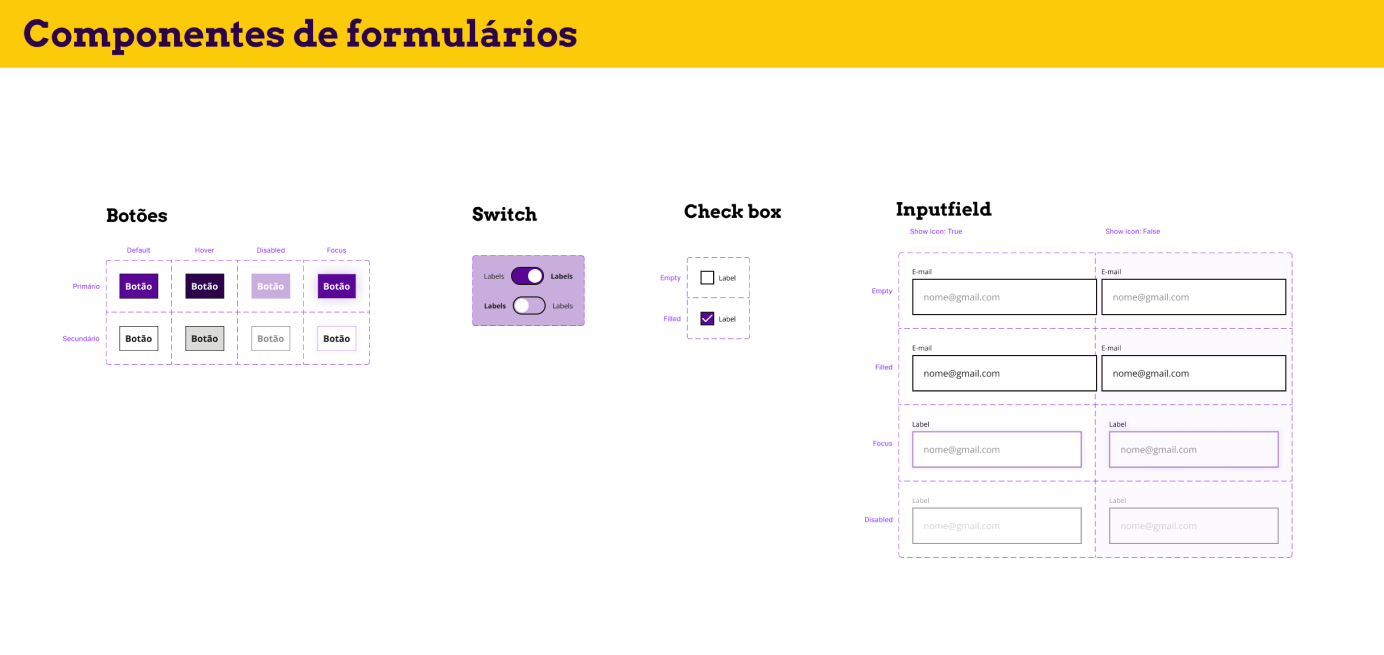 Componentes de formulários
Botões
Default Hover Disabled Focus
Primário Botão Botão Botão Botão
Secundário Botão Botão Botão Botão
Switch
Labels Labels
Labels Labels
Check box
Empty Label
Filled Label
Inputfield
Show Icon: True Show Icon: False
E-mail E-mail
Empty nome@gmail.com nome@gmail.com
E-mail E-mail
Filled nome@gmail.com nome@gmail.com
Label Label
Focus nome@gmail.com nome@gmail.com
Label Label
Disabled nome@gmail.com nome@gmail.com